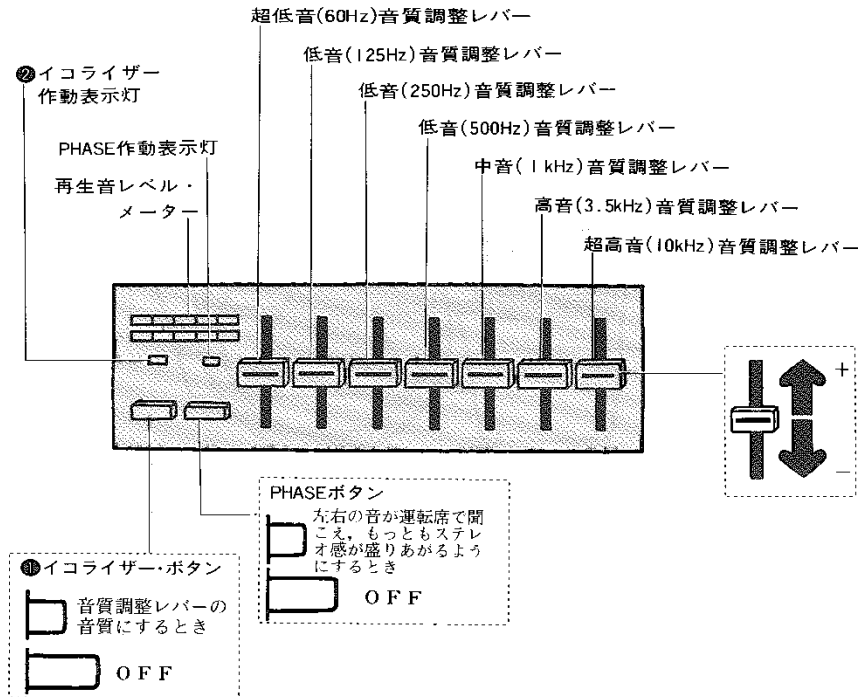 超低音(60Hz)音質調整レバー
低音(125Hz)音質調整レバー
❷イコライザー
作動表示灯
低音(250Hz)音質調整レバー
低音(500Hz)音質調整レバー
PHASE作動表示灯
中音(1kHz)音質調整レバー
再生音レベル・
メーター
高音(3.5kHz)音質調整レバー
超高音(10kHz)音質調整レバー
+
−
PHASEボタン
左右の音が運転席で聞
こえ，もっともステレ
オ感が盛りあがるよう
にするとき
OFF
❶イコライザー・ボタン
音質調整レバーの
音質にするとき
OFF